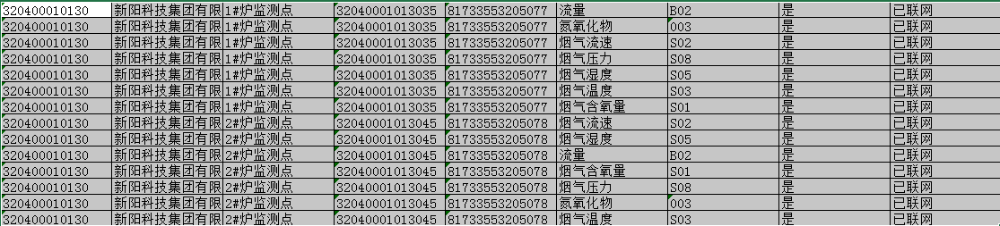 320400010130 新阳科技集团有限 1#炉监测点 32040001013035 81733553205077 流量 B02 是 已联网
320400010130 新阳科技集团有限 1#炉监测点 32040001013035 81733553205077 氮氧化物 003 是 已联网
320400010130 新阳科技集团有限 1#炉监测点 32040001013035 81733553205077 烟气流速 S02 是 已联网
320400010130 新阳科技集团有限 1#炉监测点 32040001013035 81733553205077 烟气压力 S08 是 已联网
320400010130 新阳科技集团有限 1#炉监测点 32040001013035 81733553205077 烟气湿度 S05 是 已联网
320400010130 新阳科技集团有限 1#炉监测点 32040001013035 81733553205077 烟气温度 S03 是 已联网
320400010130 新阳科技集团有限 1#炉监测点 32040001013035 81733553205077 烟气含氧量 S01 是 已联网
320400010130 新阳科技集团有限 2#炉监测点 32040001013045 81733553205078 烟气流速 S02 是 已联网
320400010130 新阳科技集团有限 2#炉监测点 32040001013045 81733553205078 烟气湿度 S05 是 已联网
320400010130 新阳科技集团有限 2#炉监测点 32040001013045 81733553205078 流量 B02 是 已联网
320400010130 新阳科技集团有限 2#炉监测点 32040001013045 81733553205078 烟气含氧量 S01 是 已联网
320400010130 新阳科技集团有限 2#炉监测点 32040001013045 81733553205078 烟气压力 S08 是 已联网
320400010130 新阳科技集团有限 2#炉监测点 32040001013045 81733553205078 氮氧化物 003 是 已联网
320400010130 新阳科技集团有限 2#炉监测点 32040001013045 81733553205078 烟气温度 S03 是 已联网